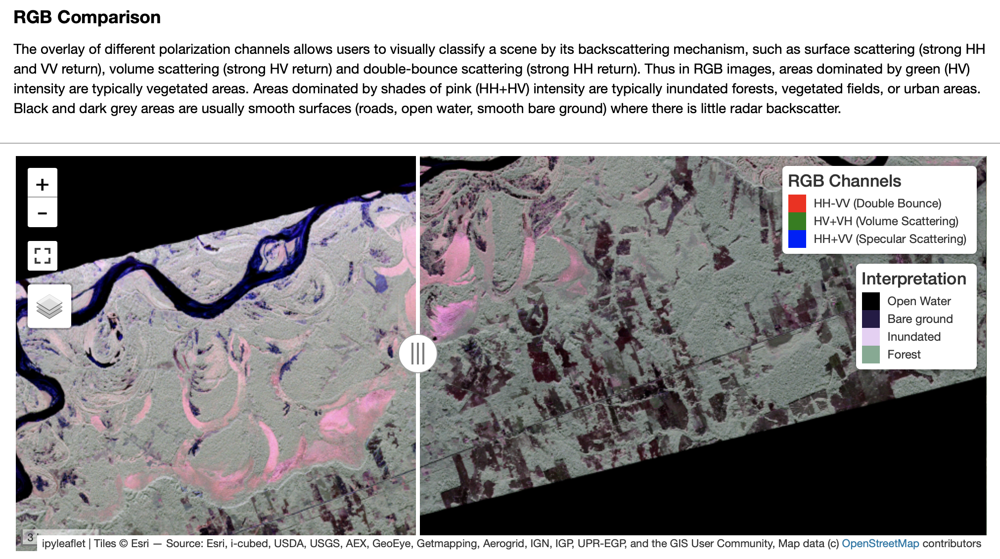 RGB Comparison
The overlay of different polarization channels allows users to visually classify a scene by its backscattering mechanism, such as surface scattering (strong HH
and VV return), volume scattering (strong HV return) and double-bounce scattering (strong HH return). Thus in RGB images, areas dominated by green (HV)
intensity are typically vegetated areas. Areas dominated by shades of pink (HH+HV) intensity are typically inundated forests, vegetated fields, or urban areas.
Black and dark grey areas are usually smooth surfaces (roads, open water, smooth bare ground) where there is little radar backscatter.
+
−
RGB Channels
HH-VV (Double Bounce)
HV+VH (Volume Scattering)
HH+VV (Specular Scattering)
Interpretation
Open Water
Bare ground
Inundated
Forest
3
ipyleaflet | Tiles © Esri — Source: Esri, i-cubed, USDA, USGS, AEX, GeoEye, Getmapping, Aerogrid, IGN, IGP, UPR-EGP, and the GIS User Community, Map data (c) OpenStreetMap contributors